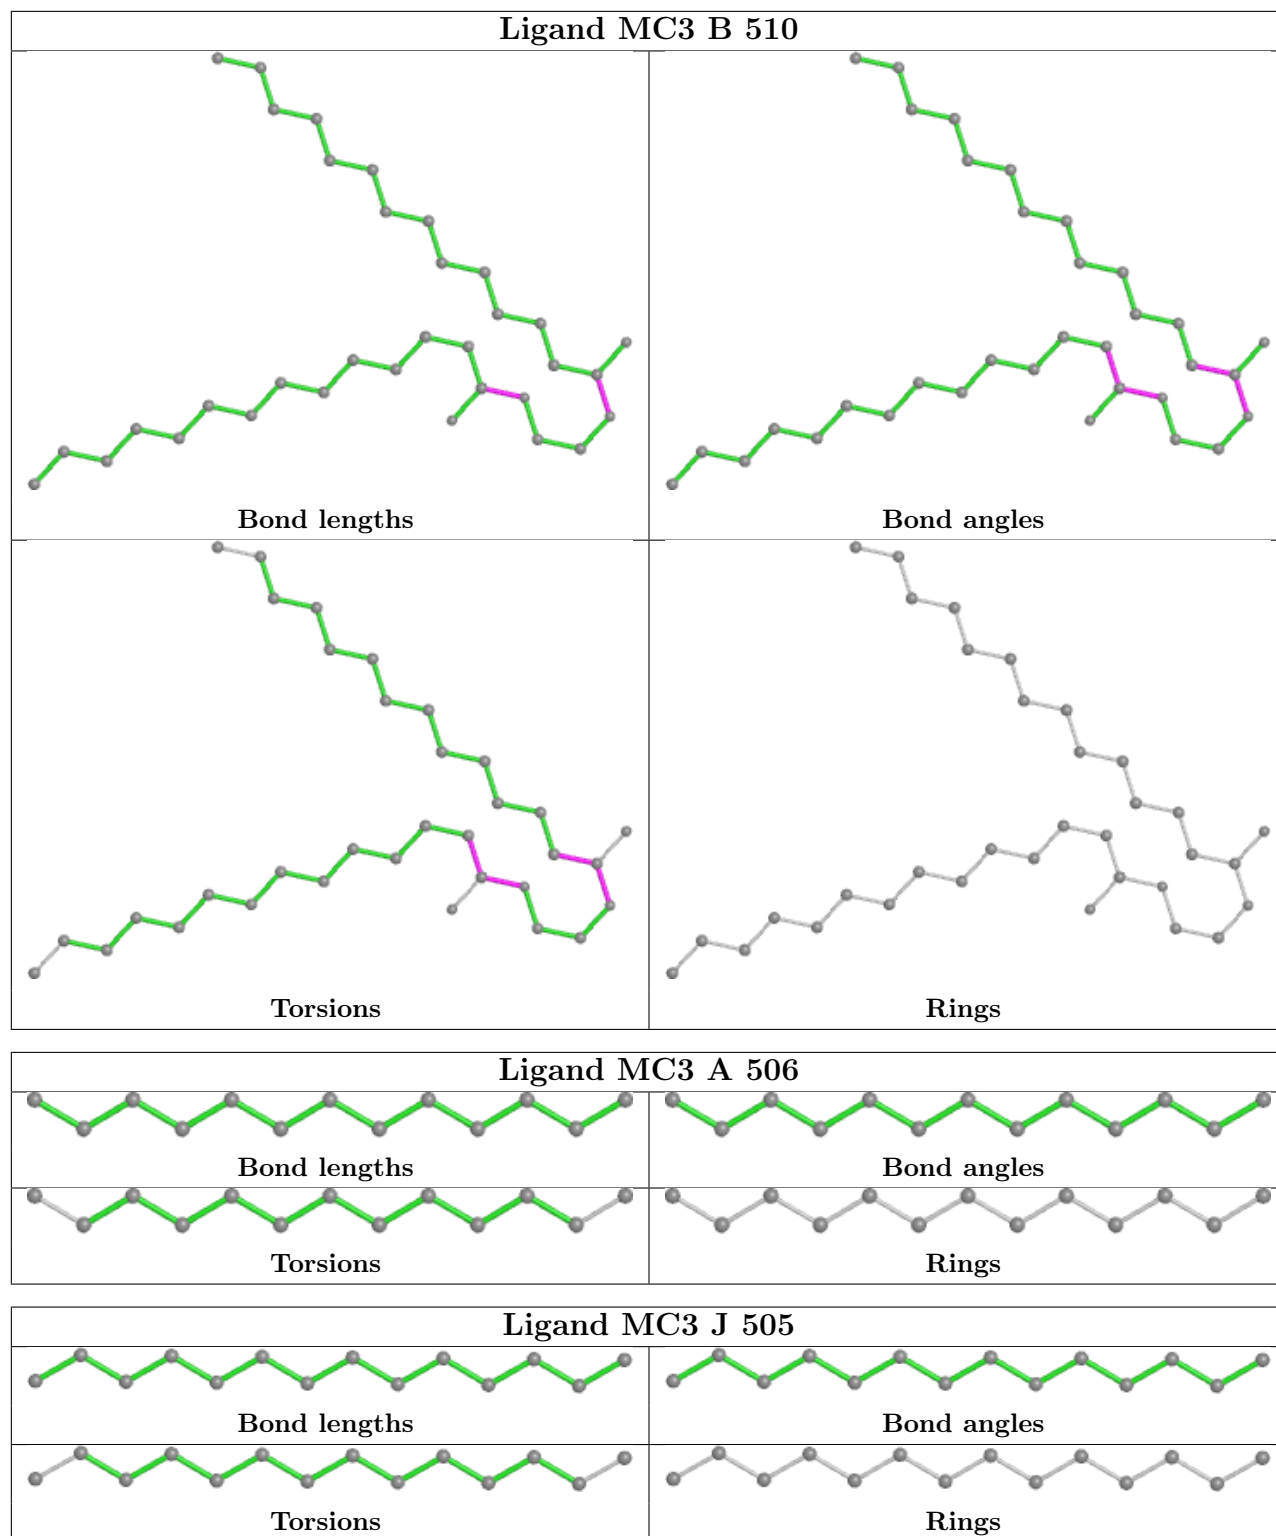 Ligand MC3 B 510
Bond lengths
Bond angles
Torsions
Rings
Ligand MC3 A 506
Bond lengths
Bond angles
Torsions
Rings
Ligand MC3 J 505
Bond lengths
Bond angles
Torsions
Rings